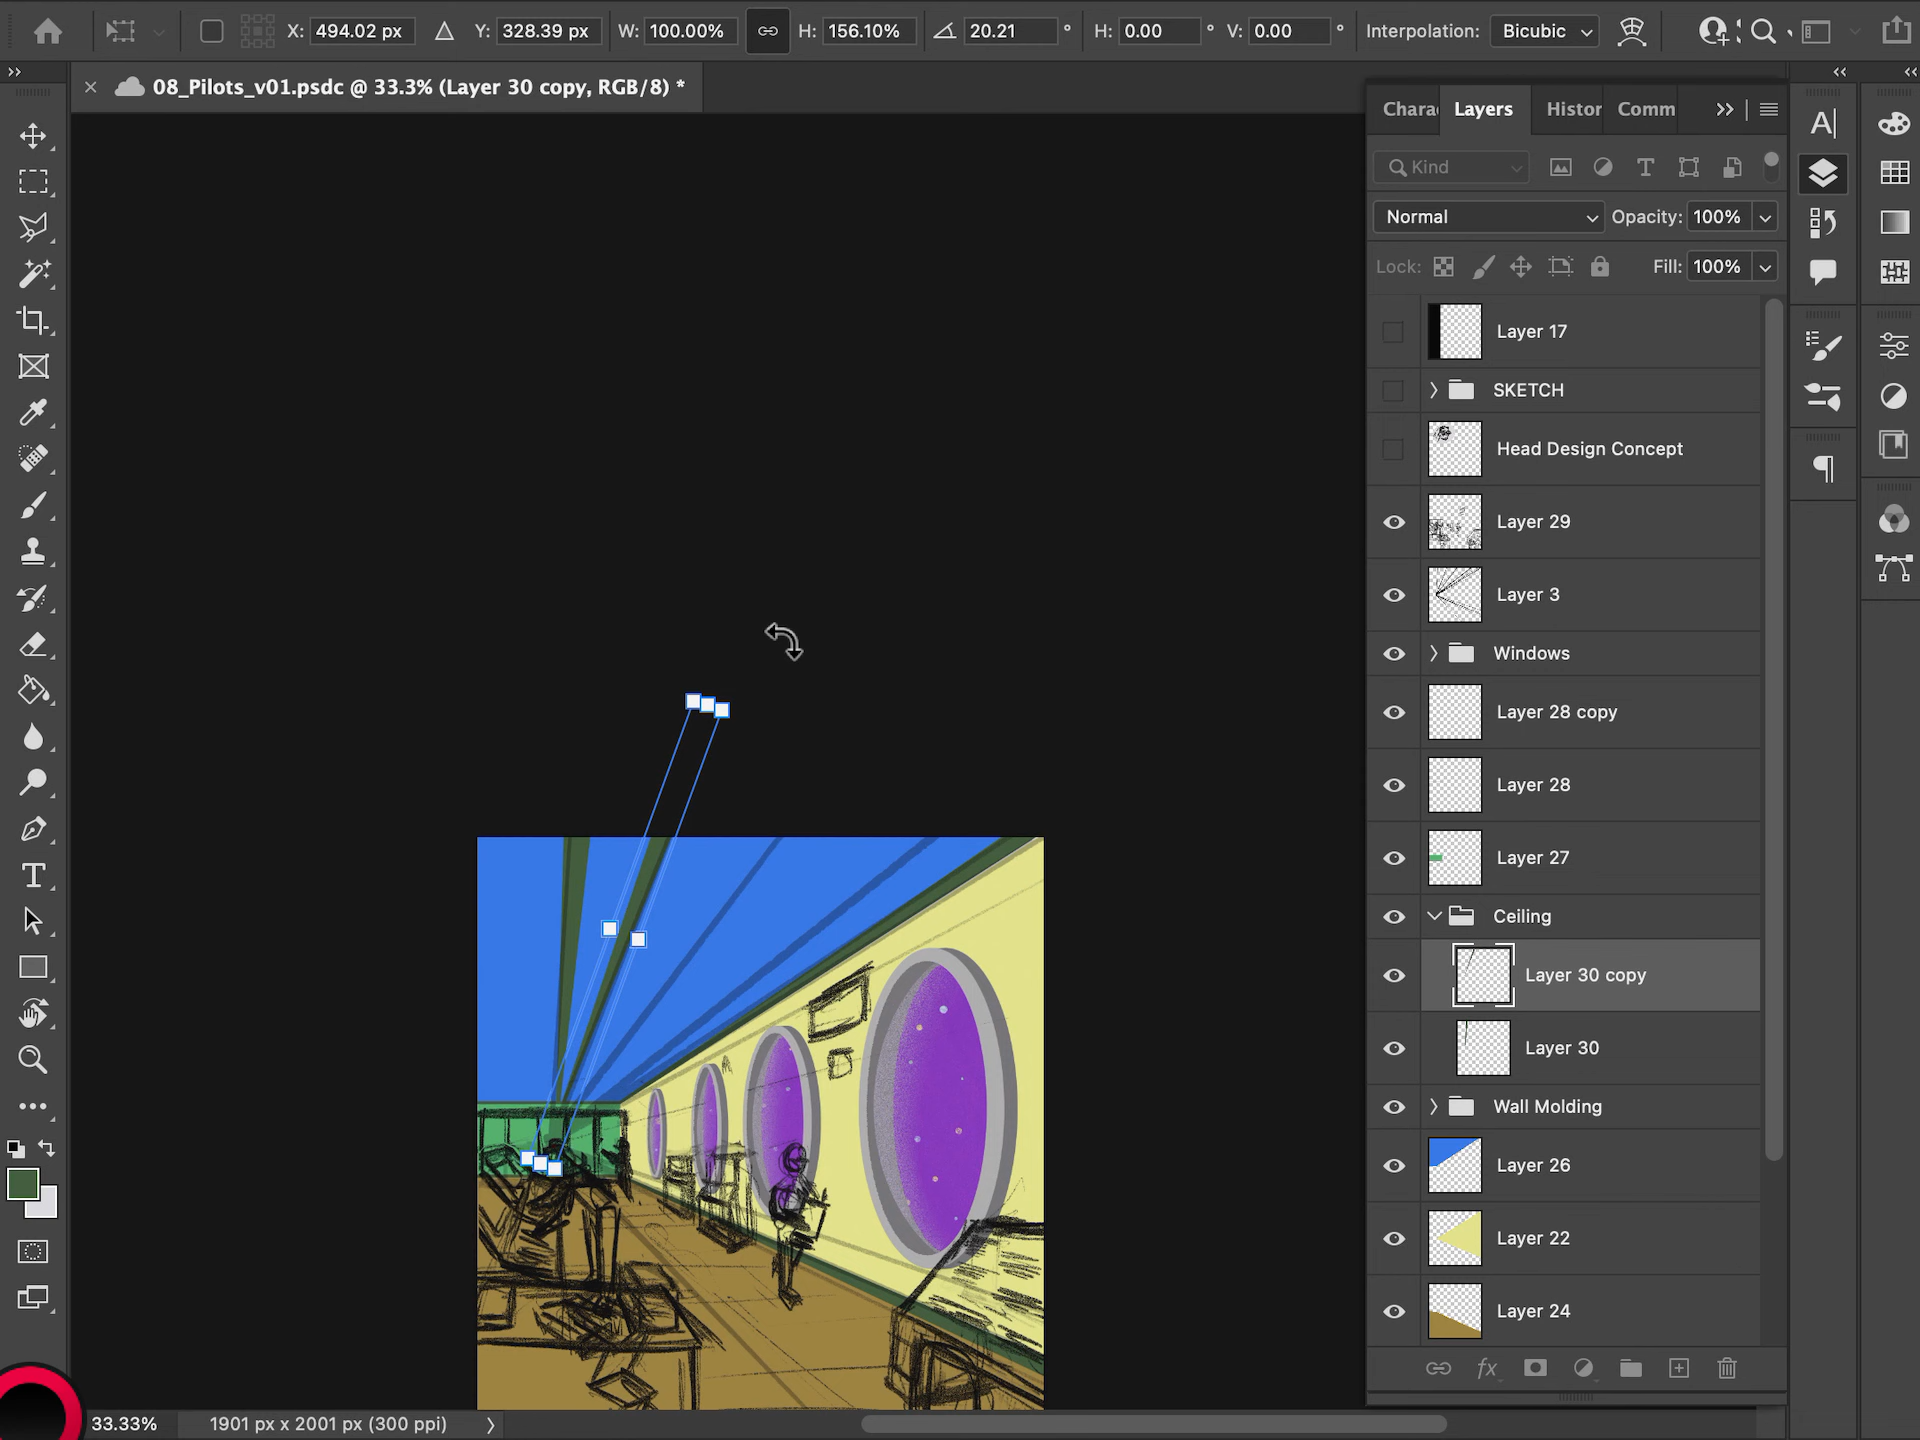 X: 494.02 px Y: 328.39 px W: 100.00% H: 156.10% 20.21 ° H: 0.00 ° V: 0.00 ° Interpolation: Bicubic
08_Pilots_v01.psdc @ 33.3% (Layer 30 copy, RGB/8) *
Chara Layers Histor Comm
Kind
Normal Opacity: 100%
Lock: Fill: 100%
Layer 17
SKETCH
Head Design Concept
Layer 29
Layer 3
Windows
Layer 28 copy
Layer 28
Layer 27
Ceiling
Layer 30 copy
Layer 30
Wall Molding
Layer 26
Layer 22
Layer 24
33.33% 1901 px x 2001 px (300 ppi)